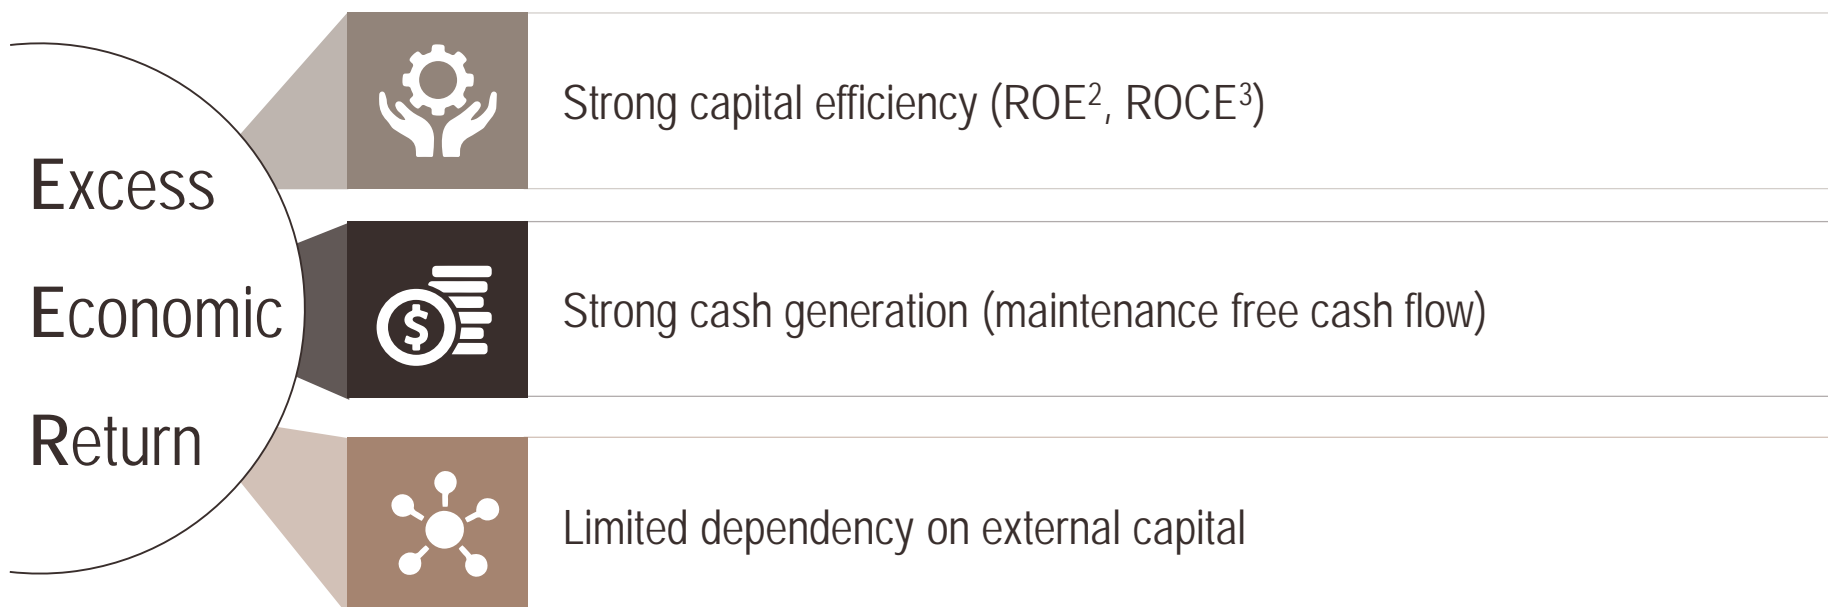 Excess
Economic
Return
Strong capital efficiency (ROE², ROCE³)
Strong cash generation (maintenance free cash flow)
Limited dependency on external capital
$